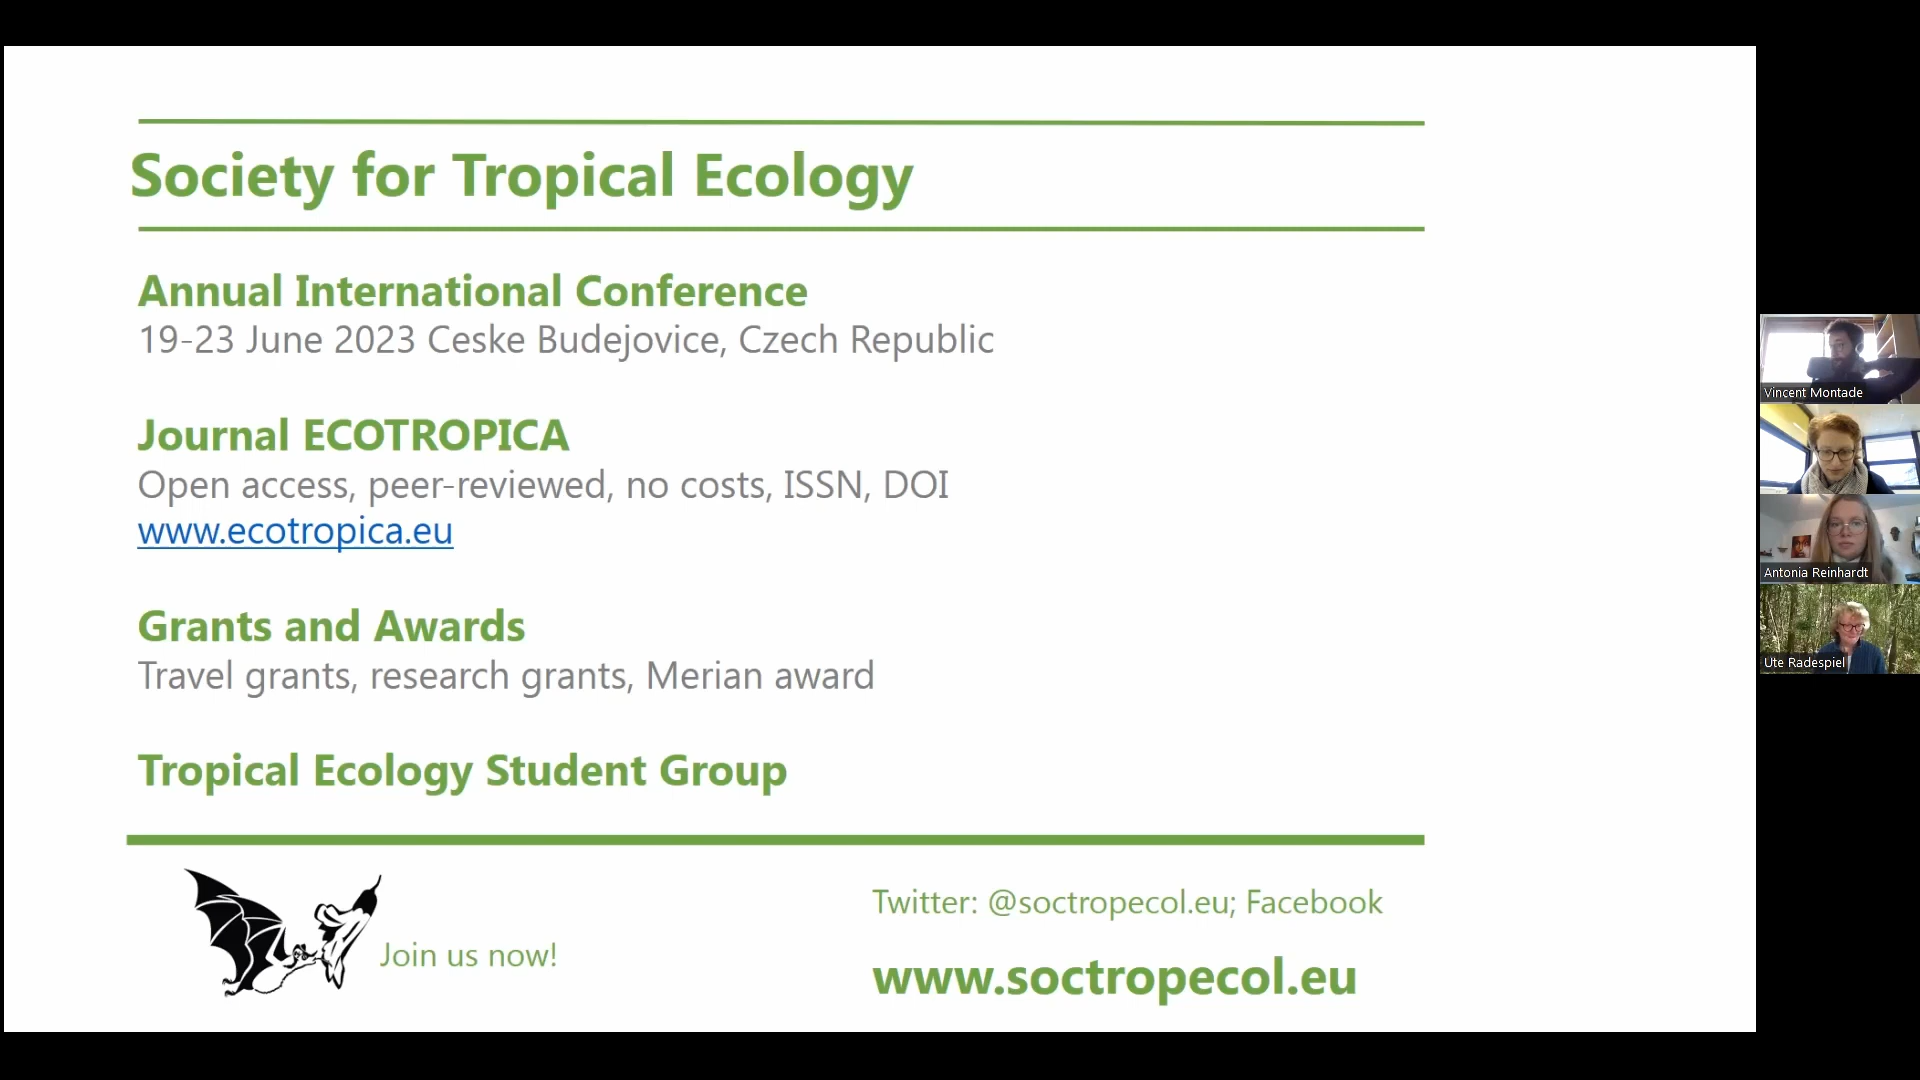 Society for Tropical Ecology
Annual International Conference
19-23 June 2023 Ceske Budejovice, Czech Republic
Journal ECOTROPICA
Open access, peer-reviewed, no costs, ISSN, DOI
www.ecotropica.eu
Grants and Awards
Travel grants, research grants, Merian award
Tropical Ecology Student Group
Join us now!
Twitter: @soctropecol.eu; Facebook
www.soctropecol.eu
Vincent Montade
Antonia Reinhardt
Ute Radespiel